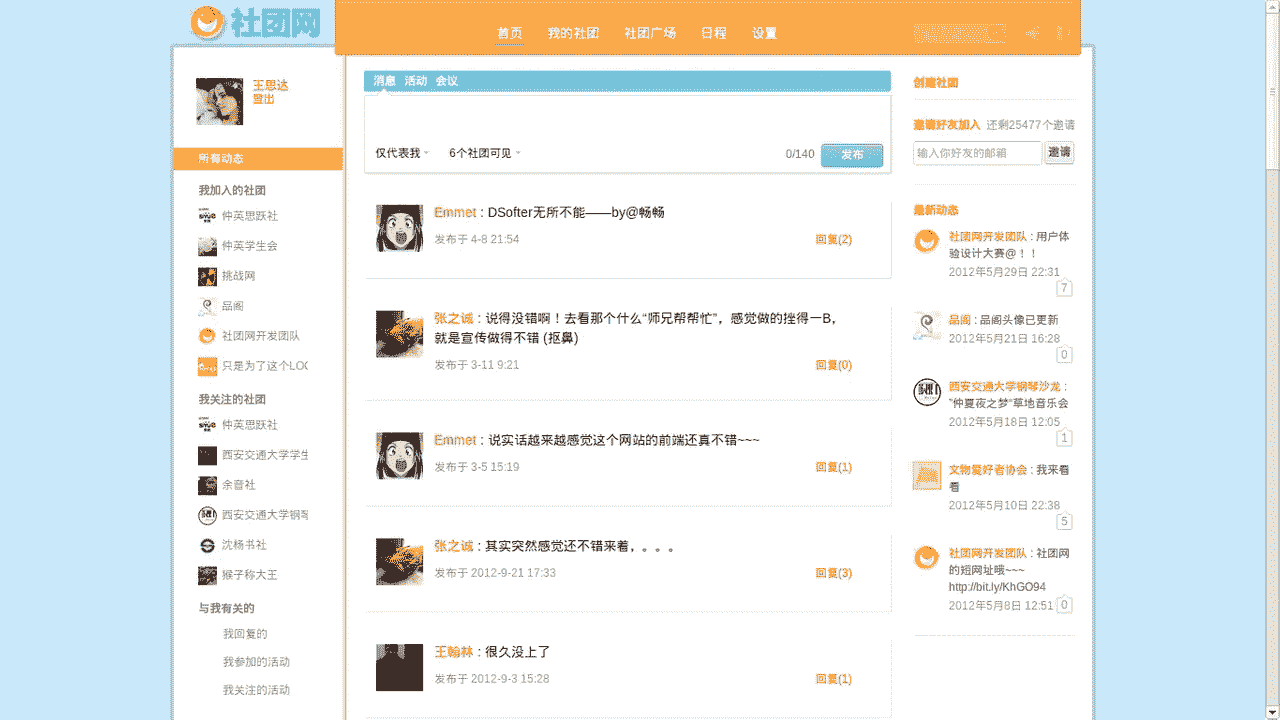 社团网
首页 我的社团 社团广场 日程 设置
王思达
登出
所有动态
我加入的社团
仲英思跃社
仲英学生会
挑战网
品阁
社团网开发团队
只是为了这个LOG
我关注的社团
仲英思跃社
西安交通大学学生
余音社
西安交通大学钢琴
沈杨书社
猴子称大王
与我有关的
我回复的
我参加的活动
我关注的活动
消息 活动 会议
仅代表我 6个社团可见 0/140 发布
Emmet : DSofter无所不能——by@畅畅
发布于 4-8 21:54 回复(2)
张之诚 : 说得没错啊！去看那个什么“师兄帮帮忙”，感觉做的挫得一B，
就是宣传做得不错 (抠鼻)
发布于 3-11 9:21 回复(0)
Emmet : 说实话越来越感觉这个网站的前端还真不错~~~
发布于 3-5 15:19 回复(1)
张之诚 : 其实突然感觉还不错来着，。。。
发布于 2012-9-21 17:33 回复(3)
王翰林 : 很久没上了
发布于 2012-9-3 15:28 回复(1)
创建社团
邀请好友加入 还剩25477个邀请
输入你好友的邮箱 邀请
最新动态
社团网开发团队 : 用户体
验设计大赛@！！
2012年5月29日 22:31
7
品阁 : 品阁头像已更新
2012年5月21日 16:28
0
西安交通大学钢琴沙龙 :
"仲夏夜之梦"草地音乐会
2012年5月18日 12:05
1
文物爱好者协会 : 我来看
看
2012年5月10日 22:38
5
社团网开发团队 : 社团网
的短网址哦~~~
http://bit.ly/KhGO94
2012年5月8日 12:51 0